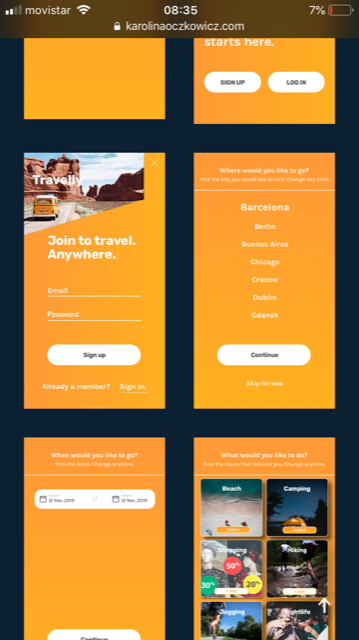 movistar
08:35
7%
karolinaoczkowicz.com
starts here.
SIGN UP
LOG IN
Travelly
Join to travel.
Anywhere.
Email
Password
Sign up
Already a member? Sign in.
Where would you like to go?
Pick the city you would like to visit. Change any time.
Barcelona
Berlin
Buenos Aires
Chicago
Cracow
Dublin
Gdansk
Continue
Skip for now
When would you like to go?
Pick the dates. Change anytime.
12 Nov, 2019
12 Nov, 2019
Continue
What would you like to do?
Pick the topics that interest you. Change anytime.
Beach
Camping
Shopping
50%
30%
20%
Hiking
Jogging
Nightlife